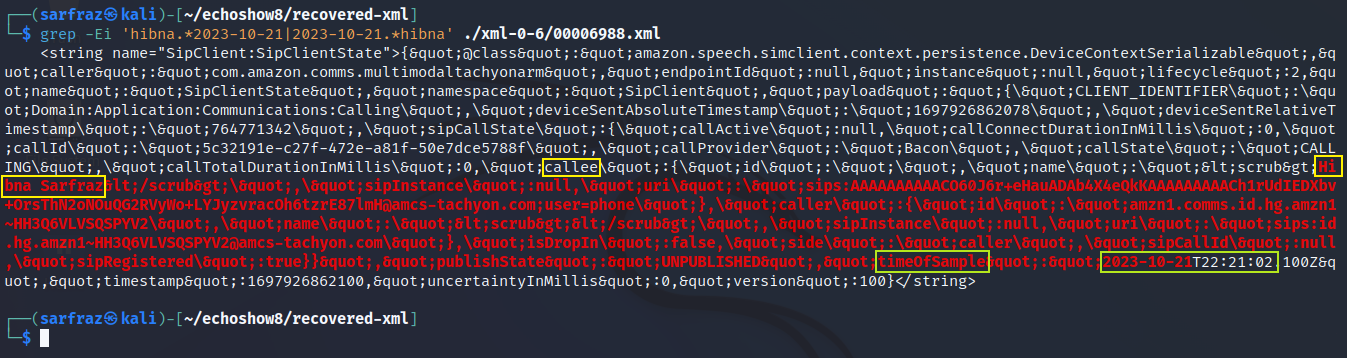 ┌──(sarfraz㉿kali)-[~/echoshow8/recovered-xml]
└─$ grep -Ei 'hibna.*2023-10-21|2023-10-21.*hibna' ./xml-0-6/00006988.xml
<string name="SipClient:SipClientState">{&quot;@class&quot;:&quot;amazon.speech.simclient.context.persistence.DeviceContextSerializable&quot;,&q
uot;caller&quot;:&quot;com.amazon.comms.multimodaltachyonarm&quot;,&quot;endpointId&quot;:null,&quot;instance&quot;:null,&quot;lifecycle&quot;:2,&q
uot;name&quot;:&quot;SipClientState&quot;,&quot;namespace&quot;:&quot;SipClient&quot;,&quot;payload&quot;:&quot;{\&quot;CLIENT_IDENTIFIER\&quot;:\&q
uot;Domain:Application:Communications:Calling\&quot;,\&quot;deviceSentAbsoluteTimestamp\&quot;:\&quot;1697926862078\&quot;,\&quot;deviceSentRelativeT
imestamp\&quot;:\&quot;764771342\&quot;,\&quot;sipCallState\&quot;:{\&quot;callActive\&quot;:null,\&quot;callConnectDurationInMillis\&quot;:0,\&quot
;callId\&quot;:\&quot;5c32191e-c27f-472e-a81f-50e7dce5788f\&quot;,\&quot;callProvider\&quot;:\&quot;Bacon\&quot;,\&quot;callState\&quot;:\&quot;CALL
ING\&quot;,\&quot;callTotalDurationInMillis\&quot;:0,\&quot;callee\&quot;:{\&quot;id\&quot;:\&quot;\&quot;,\&quot;name\&quot;:\&quot;&lt;scrub&gt;Hi
bna Sarfraz&lt;/scrub&gt;\&quot;,\&quot;sipInstance\&quot;:null,\&quot;uri\&quot;:\&quot;sips:AAAAAAAAAACO60J6r+eHauADAb4X4eQkKAAAAAAAAACh1rUdIEDXbv
+OrsThN2oNOuQG2RVyWo+LYJyzvracOh6tzrE87lmH@amcs-tachyon.com;user=phone\&quot;},\&quot;caller\&quot;:{\&quot;id\&quot;:\&quot;amzn1.comms.id.hg.amzn1
~HH3Q6VLVSQSPYV2\&quot;,\&quot;name\&quot;:\&quot;&lt;scrub&gt;&lt;/scrub&gt;\&quot;,\&quot;sipInstance\&quot;:null,\&quot;uri\&quot;:\&quot;sips:id
.hg.amzn1~HH3Q6VLVSQSPYV2@amcs-tachyon.com\&quot;},\&quot;isDropIn\&quot;:false,\&quot;side\&quot;:\&quot;caller\&quot;,\&quot;sipCallId\&quot;:null
,\&quot;sipRegistered\&quot;:true}}&quot;,&quot;publishState&quot;:&quot;UNPUBLISHED&quot;,&quot;timeOfSample&quot;:&quot;2023-10-21T22:21:02.100Z&q
uot;,&quot;timestamp&quot;:1697926862100,&quot;uncertaintyInMillis&quot;:0,&quot;version&quot;:100}</string>
┌──(sarfraz㉿kali)-[~/echoshow8/recovered-xml]
└─$